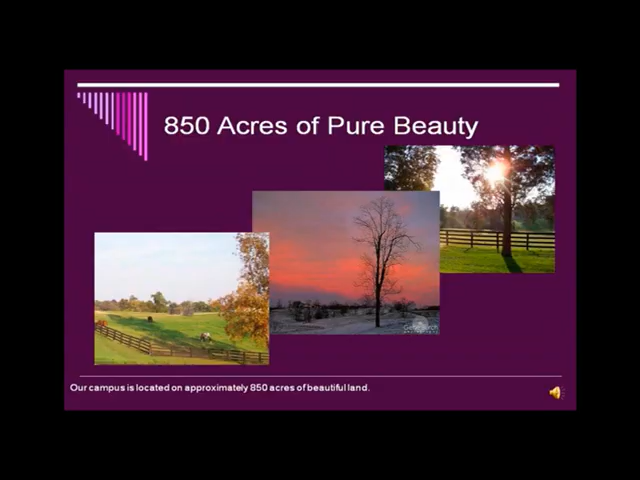 850 Acres of Pure Beauty
Our campus is located on approximately 850 acres of beautiful land.